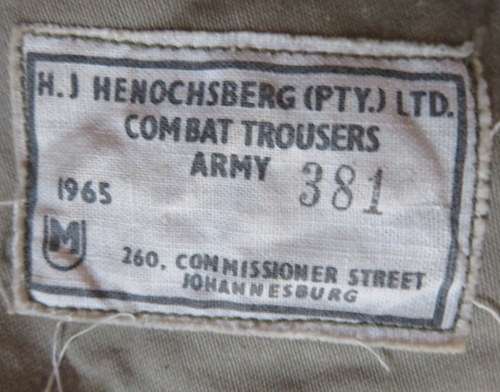 H.J HENOCHSBERG (PTY.) LTD.
COMBAT TROUSERS
ARMY 381
1965
M
260, COMMISSIONER STREET
JOHANNESBURG